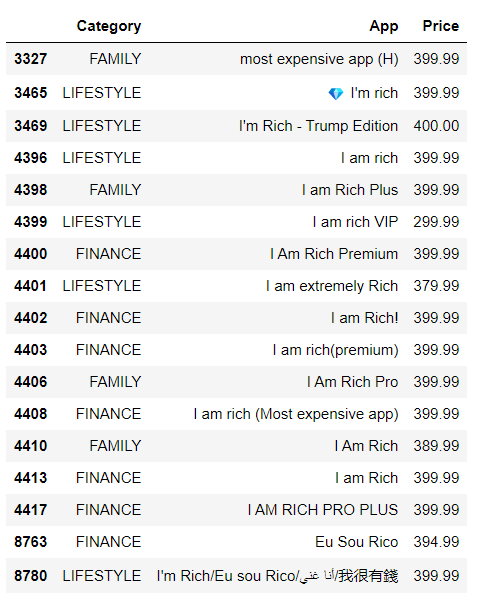 Category App Price
3327 FAMILY most expensive app (H) 399.99
3465 LIFESTYLE 💎 I'm rich 399.99
3469 LIFESTYLE I'm Rich - Trump Edition 400.00
4396 LIFESTYLE I am rich 399.99
4398 FAMILY I am Rich Plus 399.99
4399 LIFESTYLE I am rich VIP 299.99
4400 FINANCE I Am Rich Premium 399.99
4401 LIFESTYLE I am extremely Rich 379.99
4402 FINANCE I am Rich! 399.99
4403 FINANCE I am rich(premium) 399.99
4406 FAMILY I Am Rich Pro 399.99
4408 FINANCE I am rich (Most expensive app) 399.99
4410 FAMILY I Am Rich 389.99
4413 FINANCE I am Rich 399.99
4417 FINANCE I AM RICH PRO PLUS 399.99
8763 FINANCE Eu Sou Rico 394.99
8780 LIFESTYLE I'm Rich/Eu sou Rico/أنا غني/我很有錢 399.99